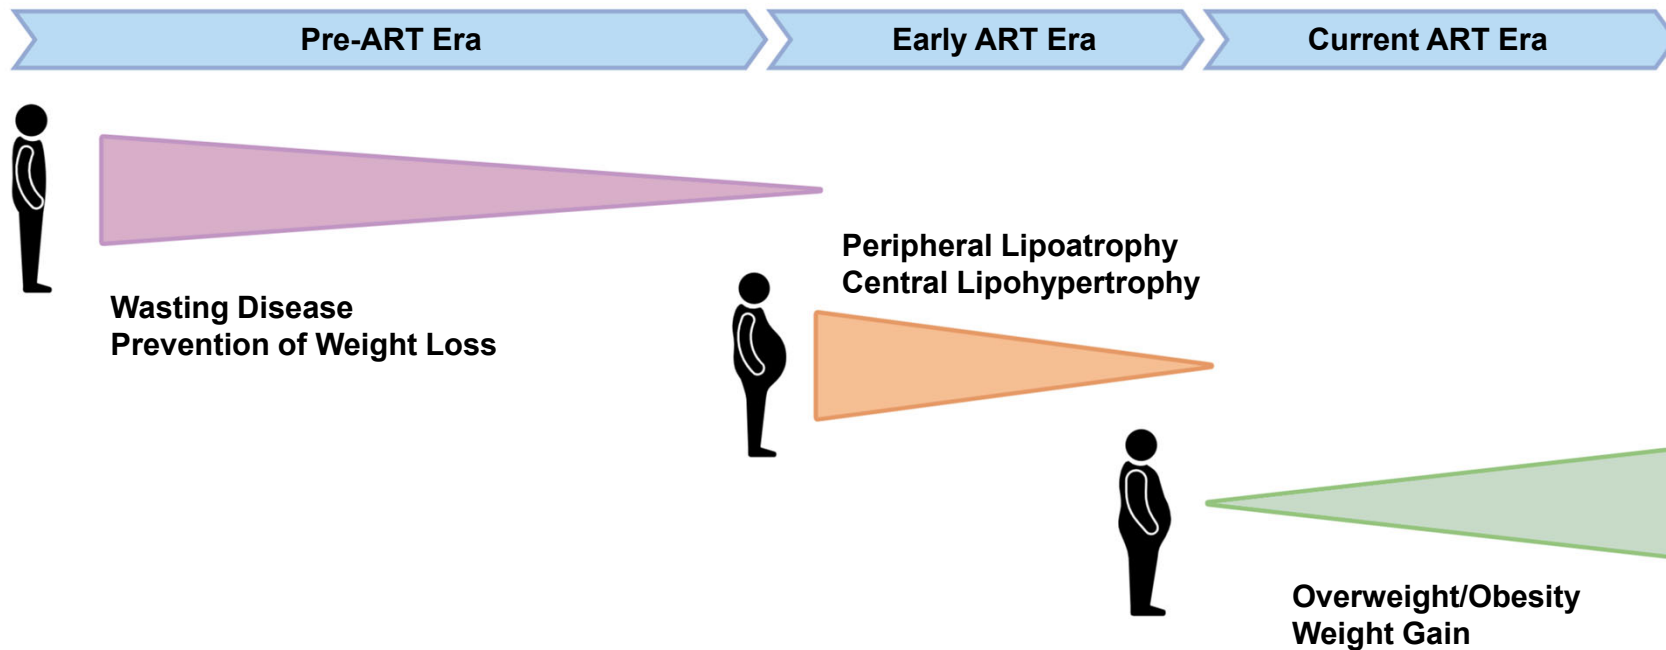 Pre-ART Era
Early ART Era
Current ART Era
Peripheral Lipoatrophy
Central Lipohypertrophy
Wasting Disease
Prevention of Weight Loss
Overweight/Obesity
Weight Gain